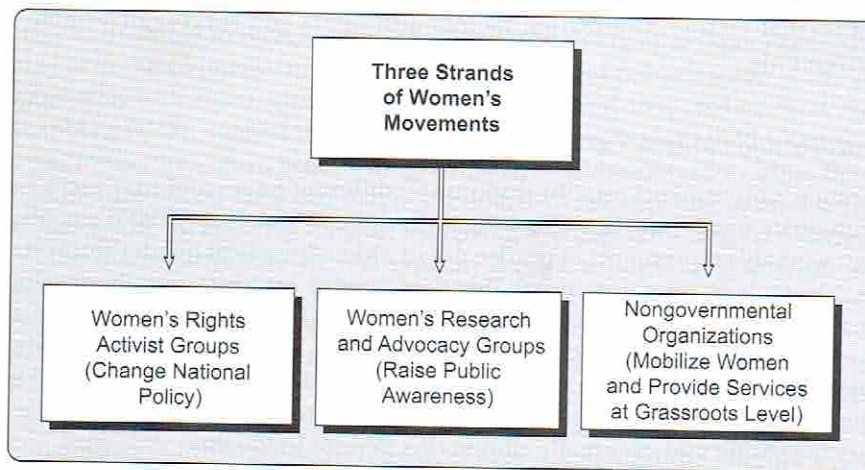 Three Strands
of Women's
Movements
Women's Rights
Activist Groups
(Change National
Policy)
Women's Research
and Advocacy Groups
(Raise Public
Awareness)
Nongovernmental
Organizations
(Mobilize Women
and Provide Services
at Grassroots Level)